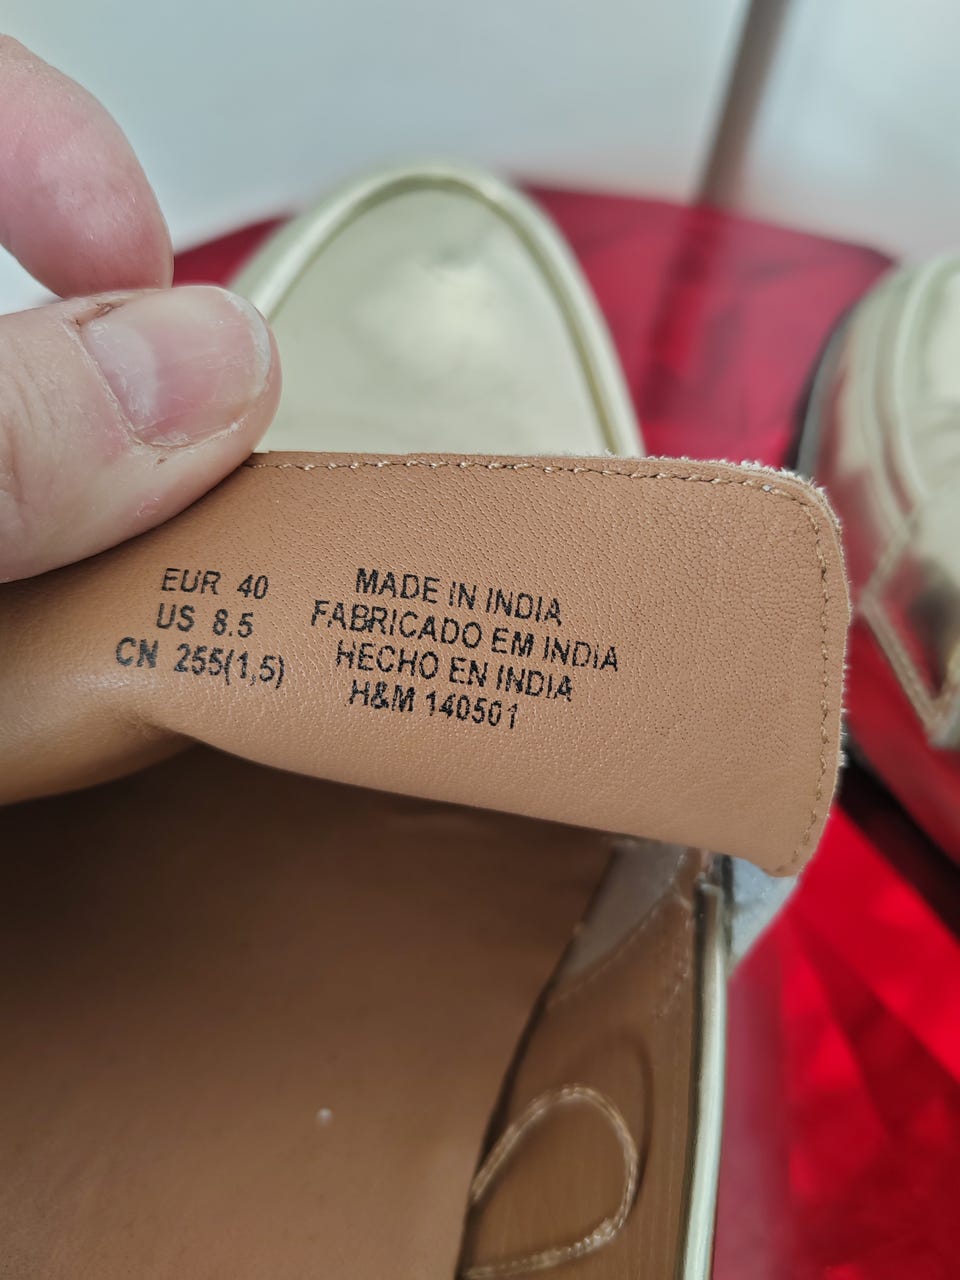 EUR 40
US 8.5
CN 255(1,5)
MADE IN INDIA
FABRICADO EM INDIA
HECHO EN INDIA
H&M 140501